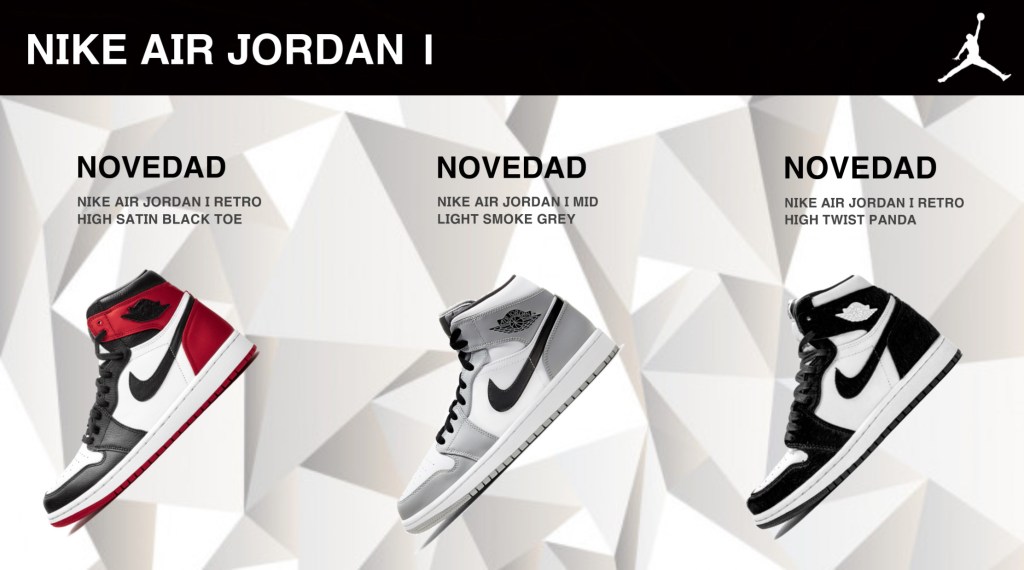 NIKE AIR JORDAN I
NOVEDAD
NIKE AIR JORDAN I RETRO
HIGH SATIN BLACK TOE
NOVEDAD
NIKE AIR JORDAN I MID
LIGHT SMOKE GREY
NOVEDAD
NIKE AIR JORDAN I RETRO
HIGH TWIST PANDA